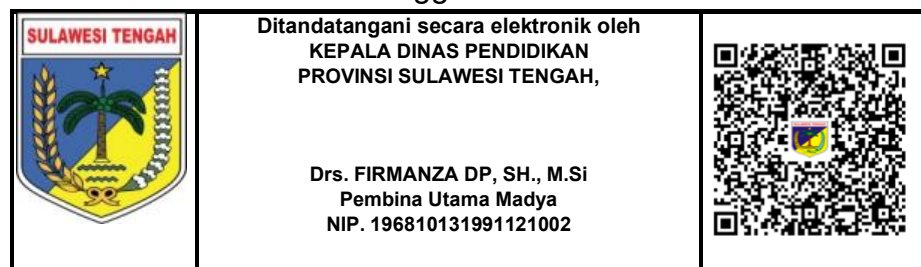 SULAWESI TENGAH
Ditandatangani secara elektronik oleh
KEPALA DINAS PENDIDIKAN
PROVINSI SULAWESI TENGAH,
Drs. FIRMANZA DP, SH., M.Si
Pembina Utama Madya
NIP. 196810131991121002